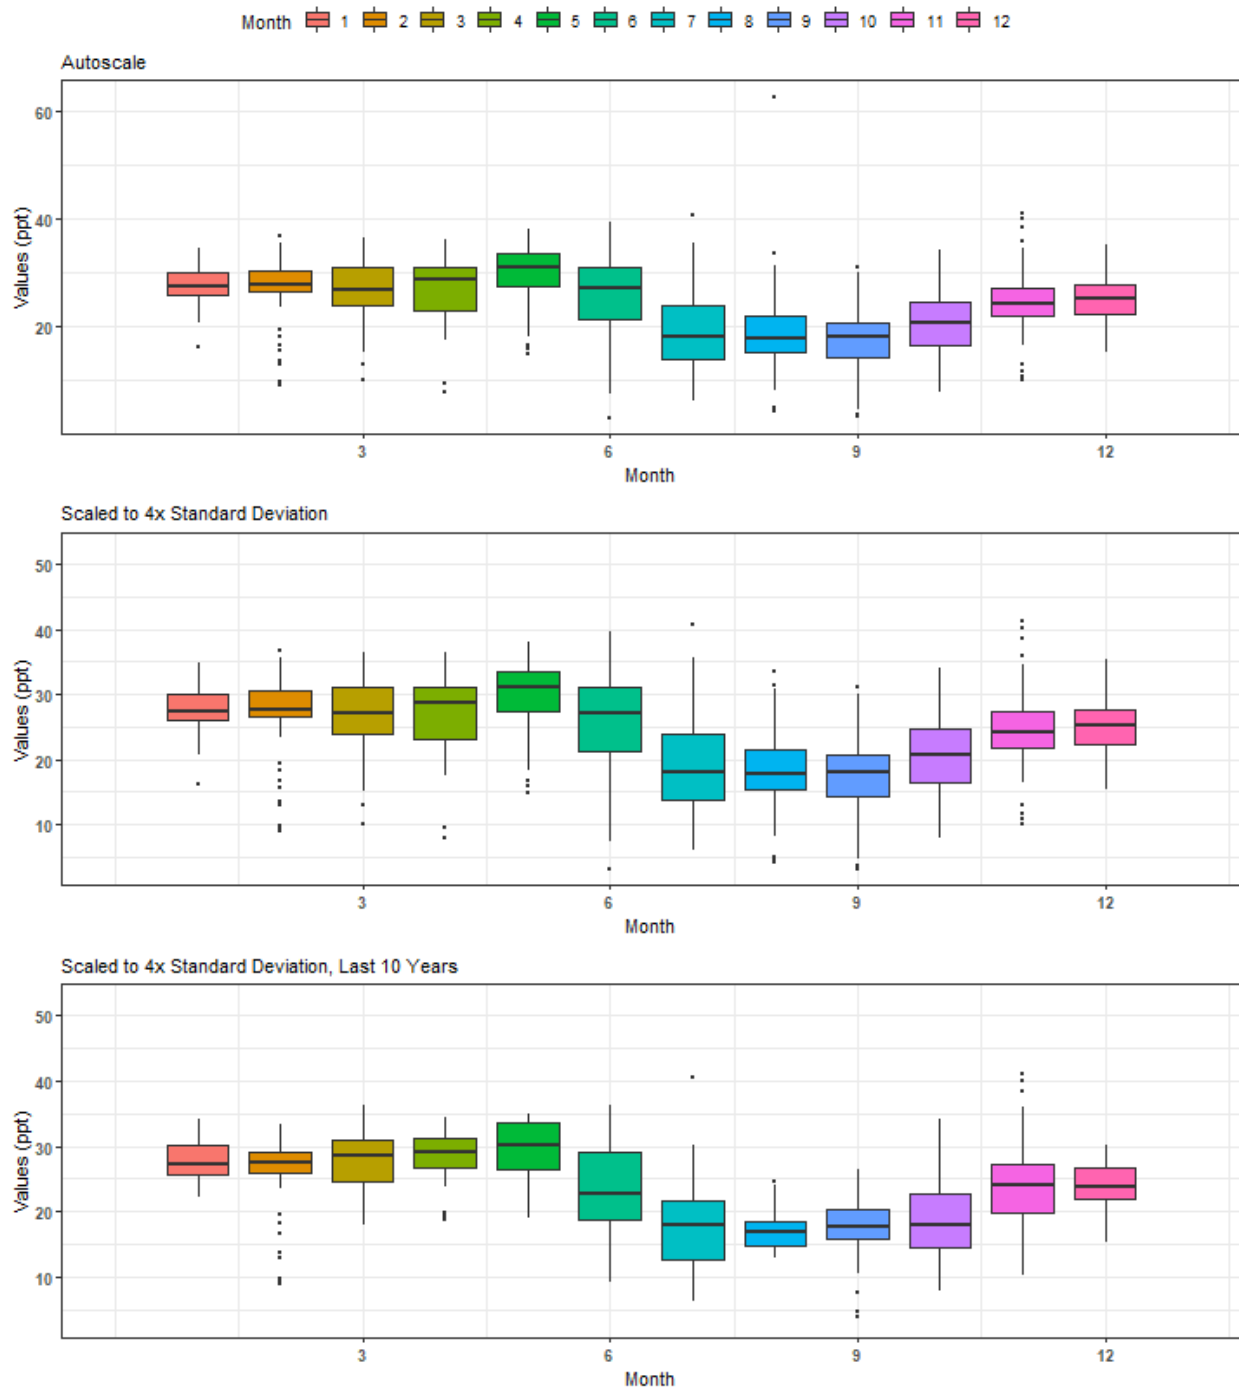 Month 1 2 3 4 5 6 7 8 9 10 11 12
Autoscale
Values (ppt)
60
40
20
3 6 9 12
Month
Scaled to 4x Standard Deviation
Values (ppt)
50
40
30
20
10
3 6 9 12
Month
Scaled to 4x Standard Deviation, Last 10 Years
Values (ppt)
50
40
30
20
10
3 6 9 12
Month